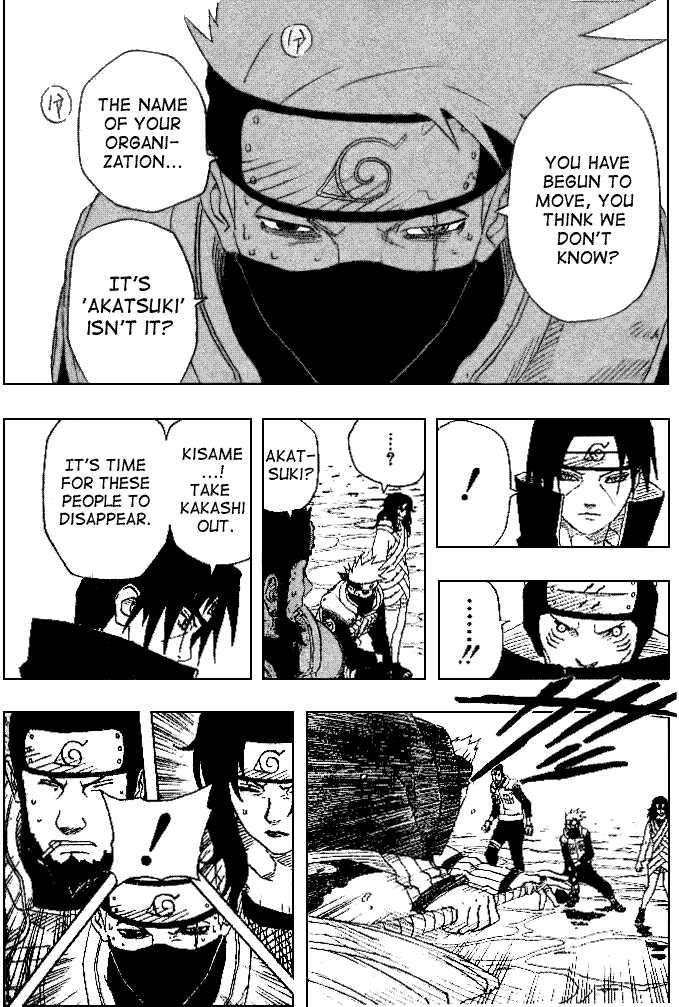 YOU HAVE
BEGUN TO
MOVE, YOU
THINK WE
DON'T
KNOW?
THE NAME
OF YOUR
ORGANI-
ZATION...
IT'S
'AKATSUKI'
ISN'T IT?
!
......!!
.....?
AKAT-
SUKI?
KISAME
...!
TAKE
KAKASHI
OUT.
IT'S TIME
FOR THESE
PEOPLE TO
DISAPPEAR.
!